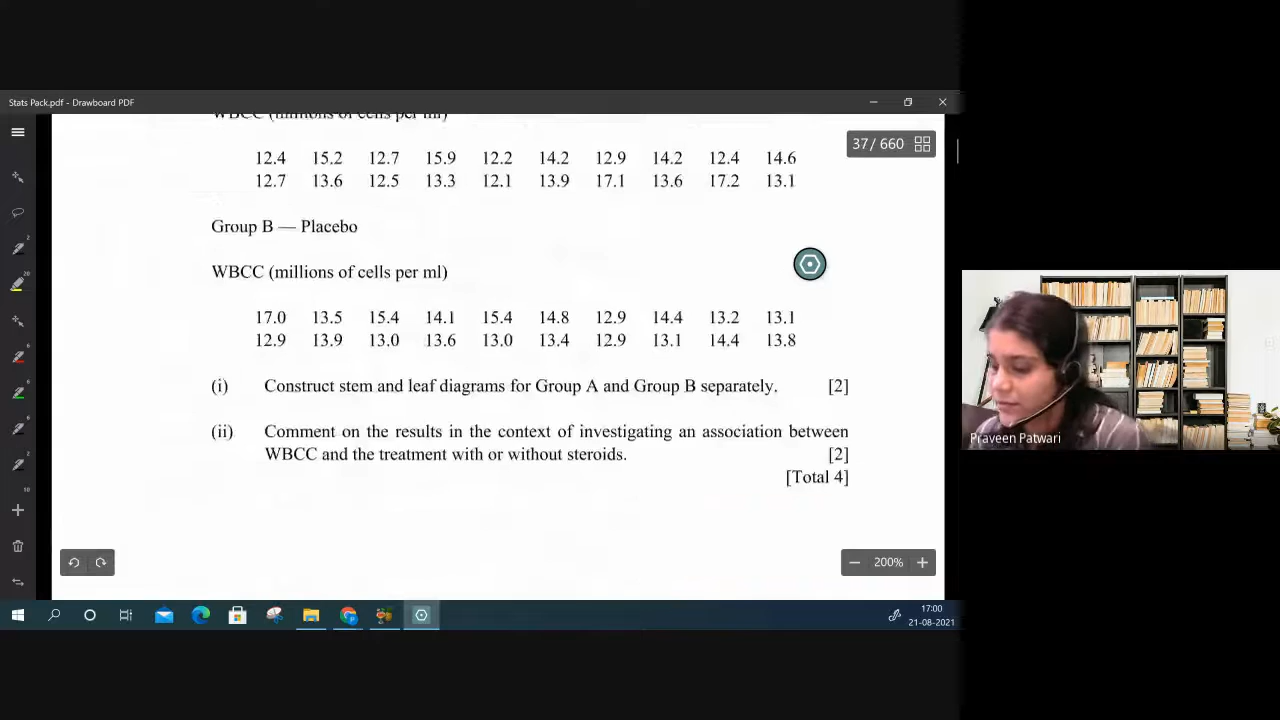 Stats Pack.pdf - Drawboard PDF
WBCC (millions of cells per ml)
37/ 660
12.4 15.2 12.7 15.9 12.2 14.2 12.9 14.2 12.4 14.6
12.7 13.6 12.5 13.3 12.1 13.9 17.1 13.6 17.2 13.1
Group B — Placebo
WBCC (millions of cells per ml)
17.0 13.5 15.4 14.1 15.4 14.8 12.9 14.4 13.2 13.1
12.9 13.9 13.0 13.6 13.0 13.4 12.9 13.1 14.4 13.8
(i) Construct stem and leaf diagrams for Group A and Group B separately. [2]
(ii) Comment on the results in the context of investigating an association between
WBCC and the treatment with or without steroids. [2]
[Total 4]
Praveen Patwari
200%
17:00
21-08-2021